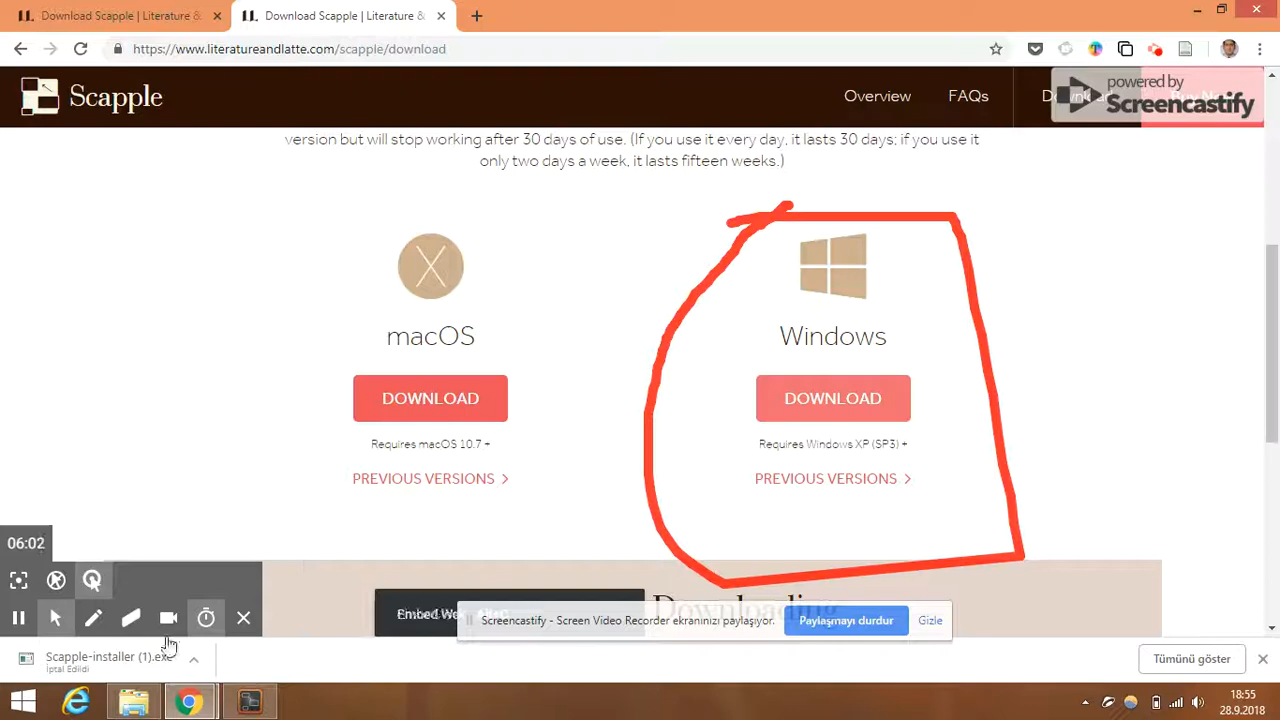 Download Scapple | Literature &
Download Scapple | Literature &
https://www.literatureandlatte.com/scapple/download
Scapple
Overview
FAQs
Download
powered by
Screencastify
version but will stop working after 30 days of use. (If you use it every day, it lasts 30 days; if you use it
only two days a week, it lasts fifteen weeks.)
macOS
DOWNLOAD
Requires macOS 10.7 +
PREVIOUS VERSIONS >
Windows
DOWNLOAD
Requires Windows XP (SP3) +
PREVIOUS VERSIONS >
06:02
Downloading
Screencastify - Screen Video Recorder ekranınızı paylaşıyor.
Paylaşmayı durdur
Gizle
Scapple-installer (1).exe
İptal Edildi
Tümünü göster
18:55
28.9.2018